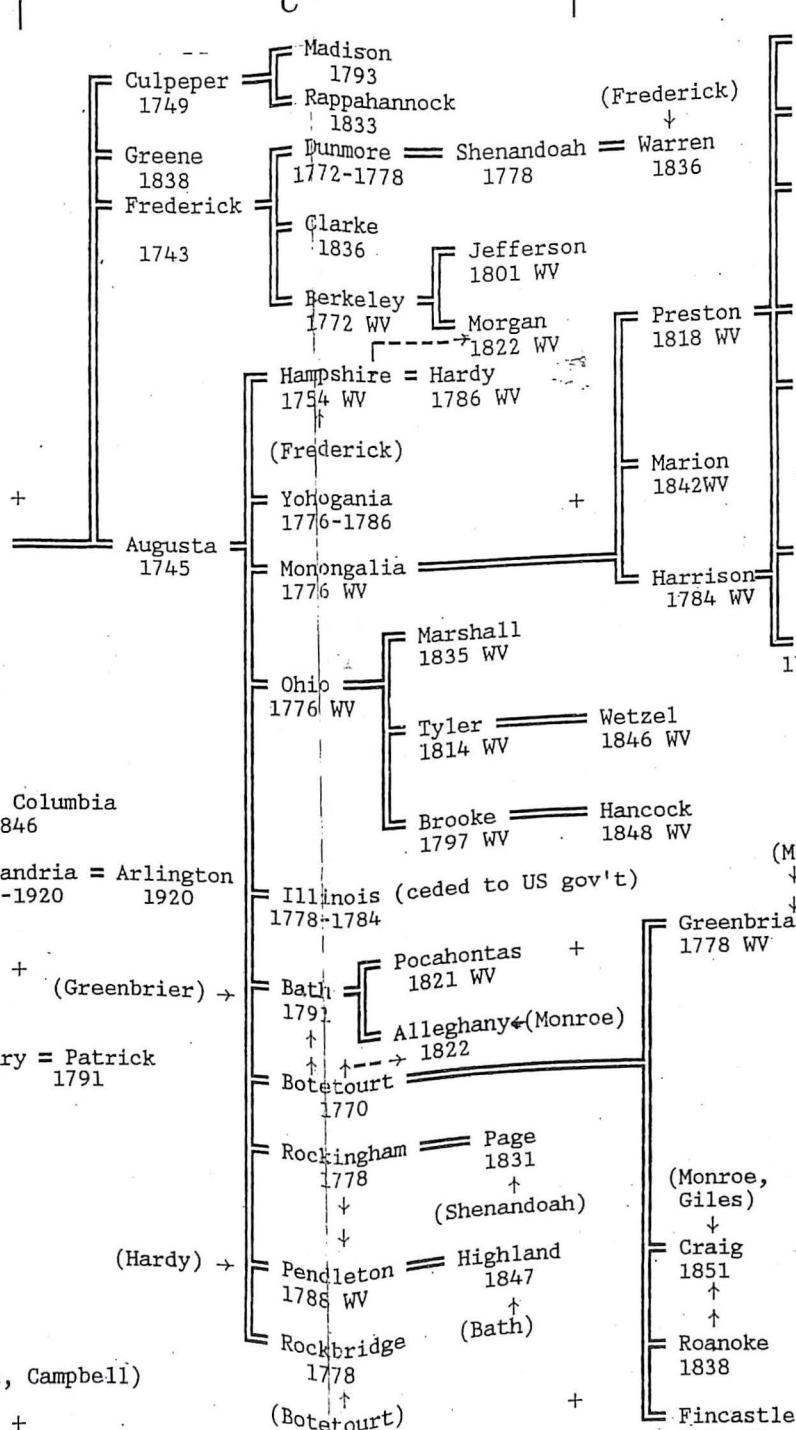 C
Madison
1793
Culpeper
1749
Rappahannock
1833
(Frederick)
Greene
1838
Dunmore
1772-1778
Shenandoah
1778
Warren
1836
Frederick
1743
Clarke
1836
Jefferson
1801 WV
Berkeley
1772 WV
Morgan
1822 WV
Preston
1818 WV
Hampshire = Hardy
1754 WV
1786 WV
(Frederick)
Marion
1842WV
Yohogania
1776-1786
Augusta
1745
Monongalia
1776 WV
Harrison
1784 WV
Marshall
1835 WV
Ohio
1776 WV
Tyler
1814 WV
Wetzel
1846 WV
Columbia
846
Brooke
1797 WV
Hancock
1848 WV
(M
andria = Arlington
-1920
1920
Illinois (ceded to US gov't)
1778-1784
Greenbria
1778 WV
Pocahontas
1821 WV
(Greenbrier)
Bath
1791
Alleghany (Monroe)
1822
ry = Patrick
1791
Botetourt
1770
Rockingham
1778
Page
1831
(Shenandoah)
(Monroe,
Giles)
(Hardy)
Pendleton
1788 WV
Highland
1847
(Bath)
Craig
1851
Rockbridge
1778
Roanoke
1838
, Campbell)
(Botetourt)
Fincastle